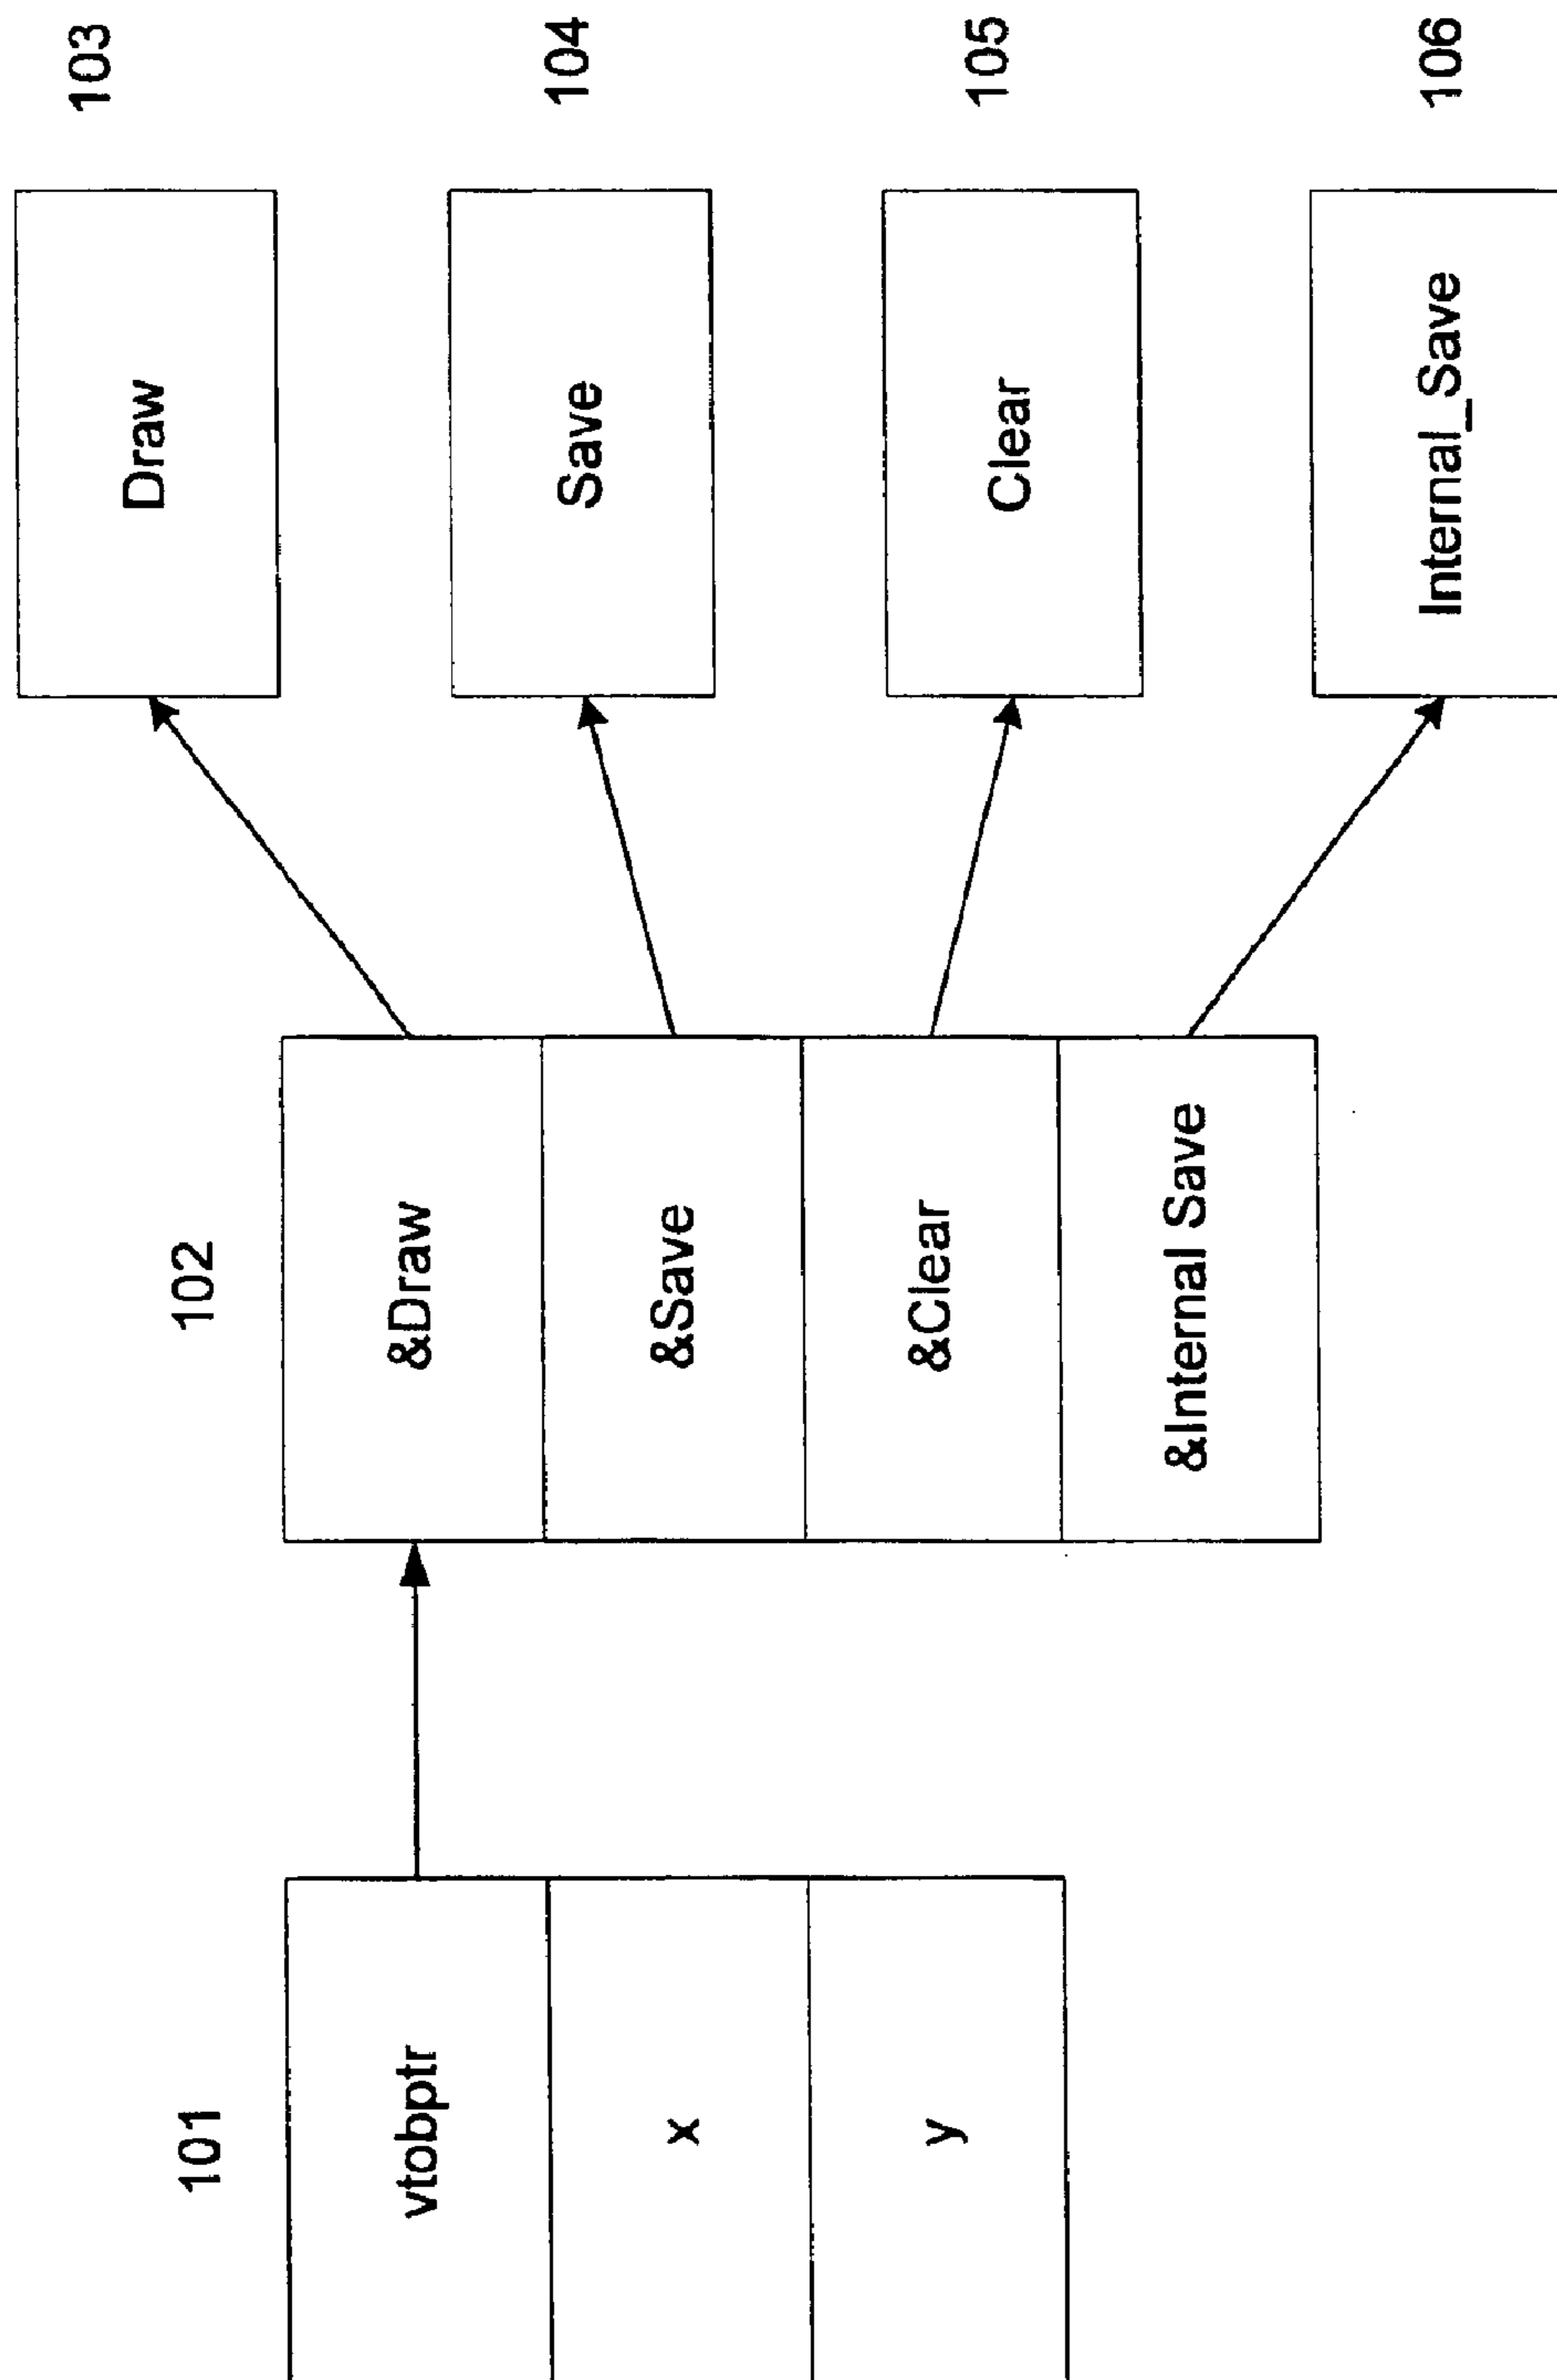 101
vtobptr
x
y
102
&Draw
&Save
&Clear
&Internal Save
Draw
103
Save
104
Clear
105
Internal_Save
106